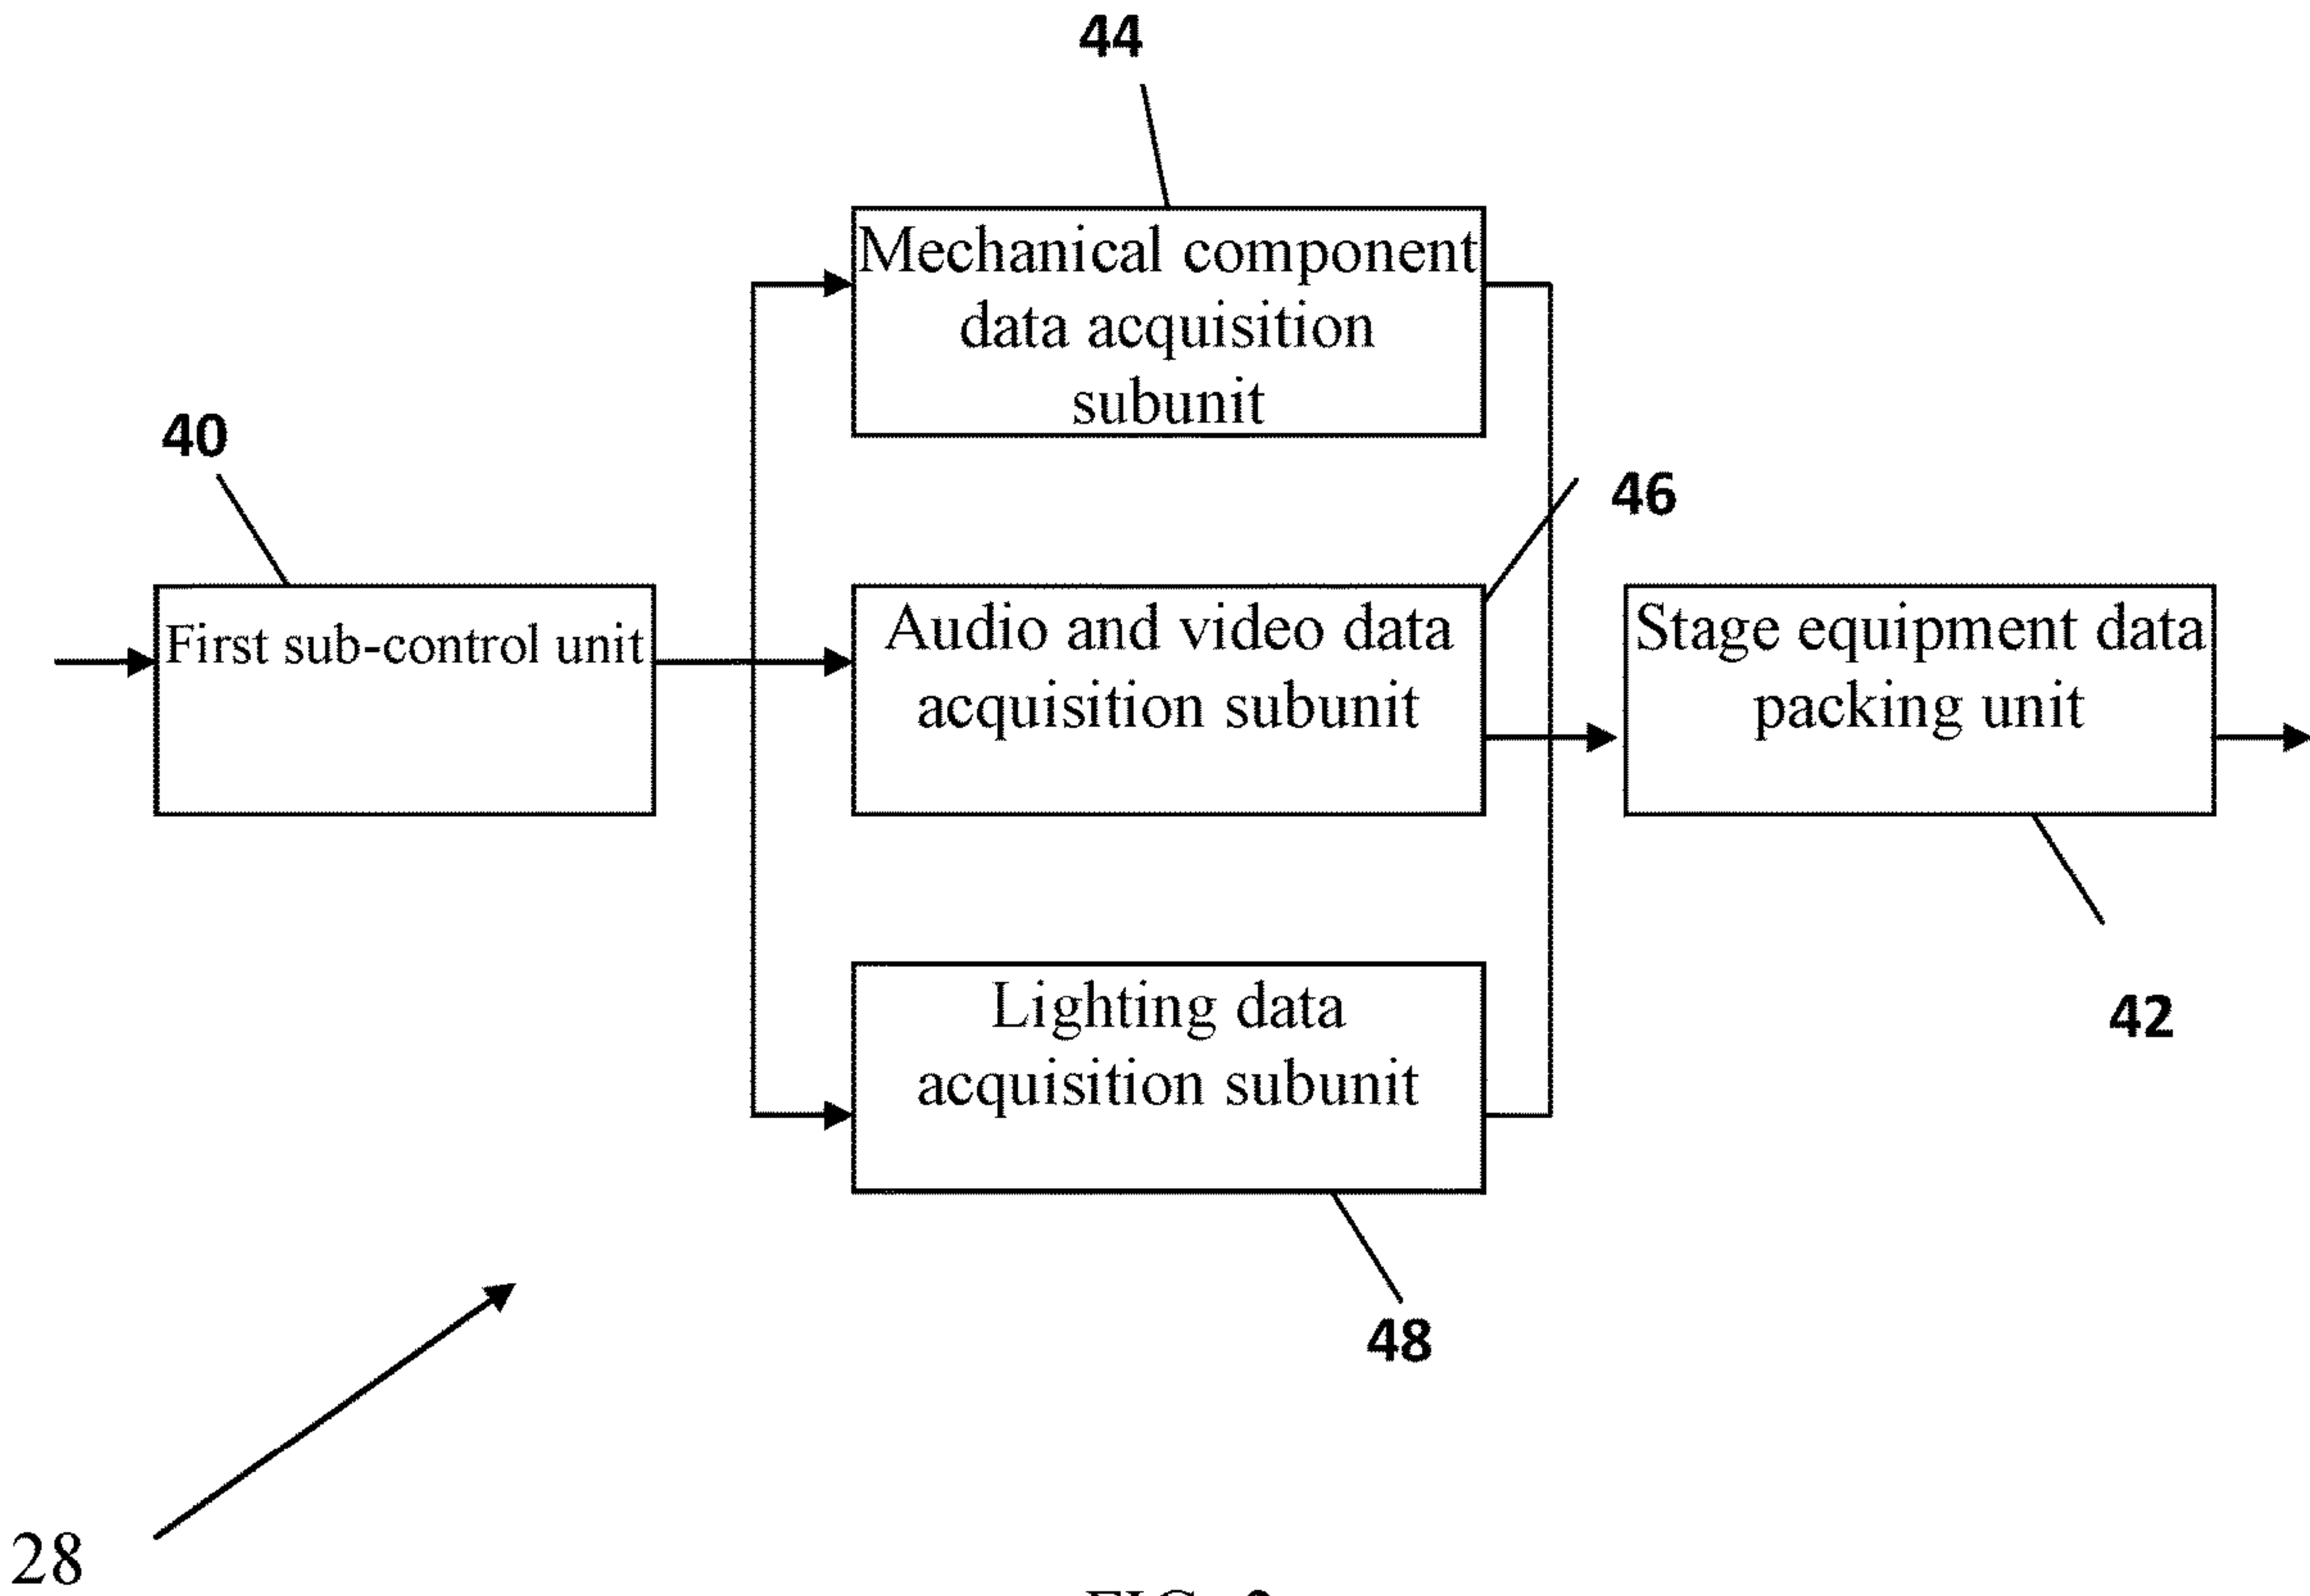 44
Mechanical component
data acquisition
subunit
40
46
First sub-control unit
Audio and video data
acquisition subunit
Stage equipment data
packing unit
42
Lighting data
acquisition subunit
48
28